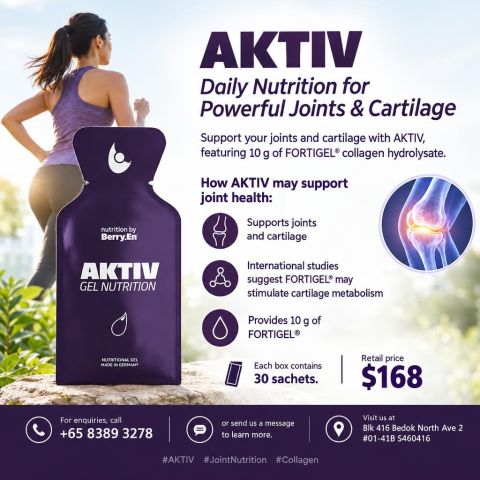 AKTIV
Daily Nutrition for
Powerful Joints & Cartilage
Support your joints and cartilage with AKTIV,
featuring 10 g of FORTIGEL® collagen hydrolysate.
How AKTIV may support
joint health:
Supports joints
and cartilage
International studies
suggest FORTIGEL® may
stimulate cartilage metabolism
Provides 10 g of
FORTIGEL®
nutrition by
Berry.En®
AKTIV
GEL NUTRITION
NUTRITIONAL GEL
MADE IN GERMANY
Each box contains
30 sachets.
Retail price
$168
For enquiries, call
+65 8389 3278
or send us a message
to learn more.
Visit us at
Blk 416 Bedok North Ave 2
#01-41B S460416
#AKTIV #JointNutrition #Collagen